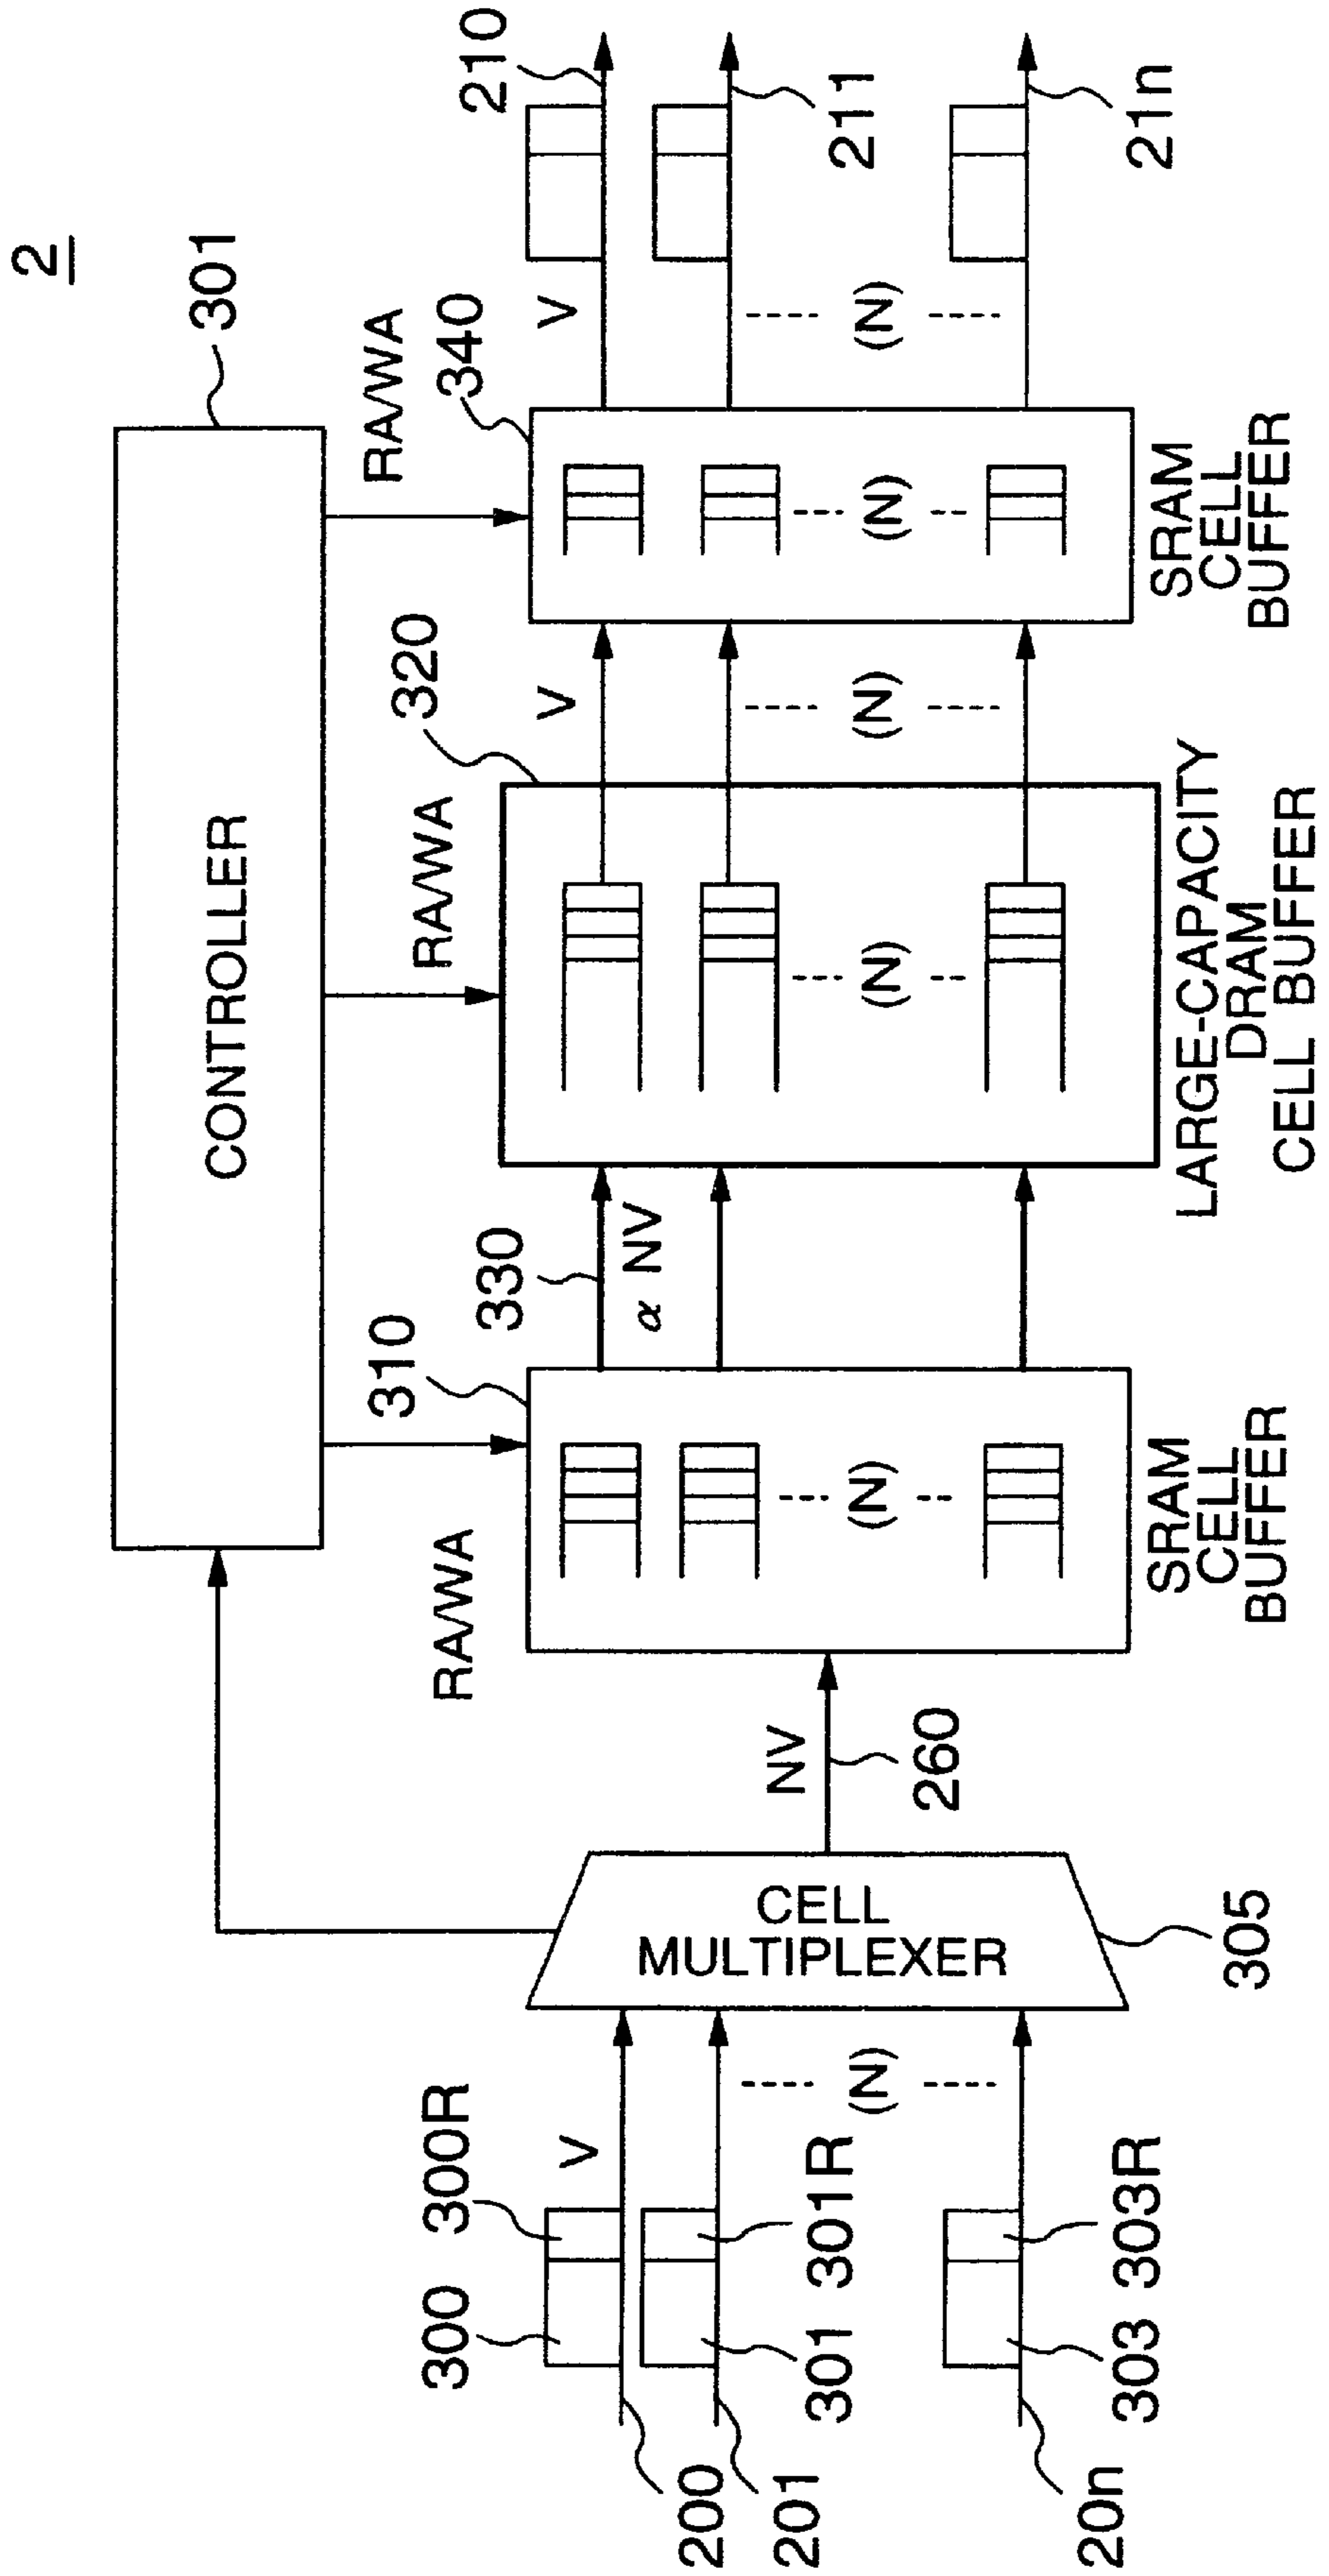 2
301
CONTROLLER
RA/WA
310
RA/WA
320
RA/WA
340
300
300R
V
200
301
301R
201
(N)
303
303R
20n
CELL
MULTIPLEXER
305
NV
260
(N)
SRAM
CELL
BUFFER
330
α NV
(N)
LARGE-CAPACITY
DRAM
CELL BUFFER
V
(N)
(N)
SRAM
CELL
BUFFER
V
(N)
210
211
21n